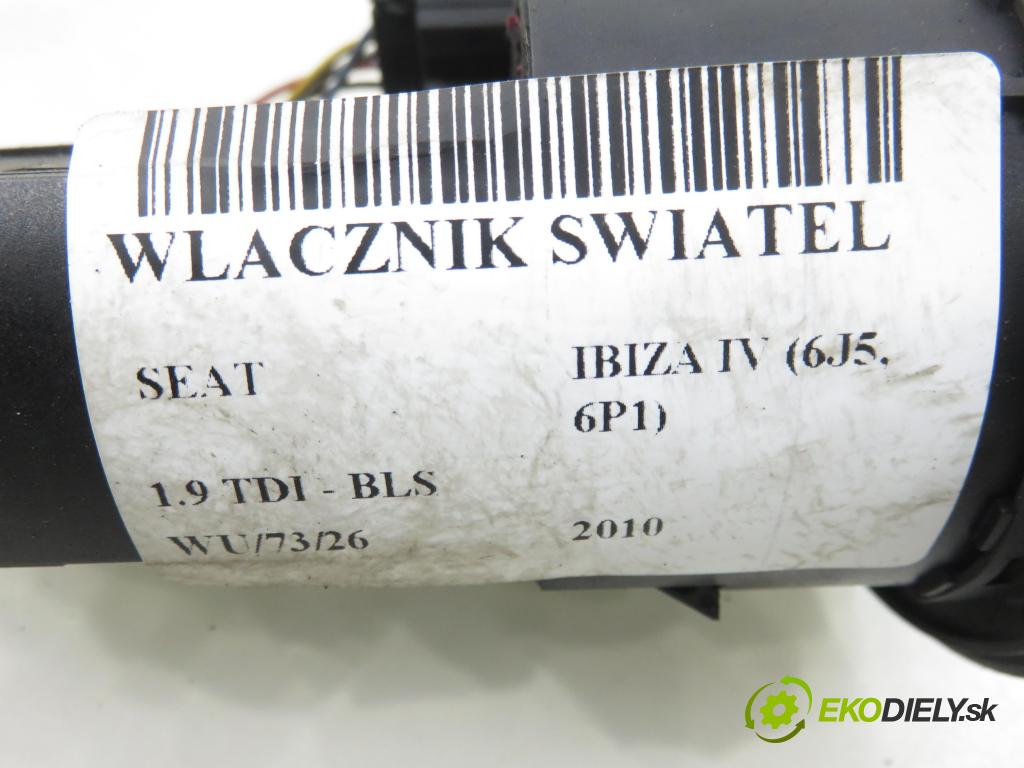 WLACZNIK SWIATEL
SEAT
IBIZA IV (6J5,
6P1)
1.9 TDI - BLS
WU/73/26
2010
EKODIELY.sk